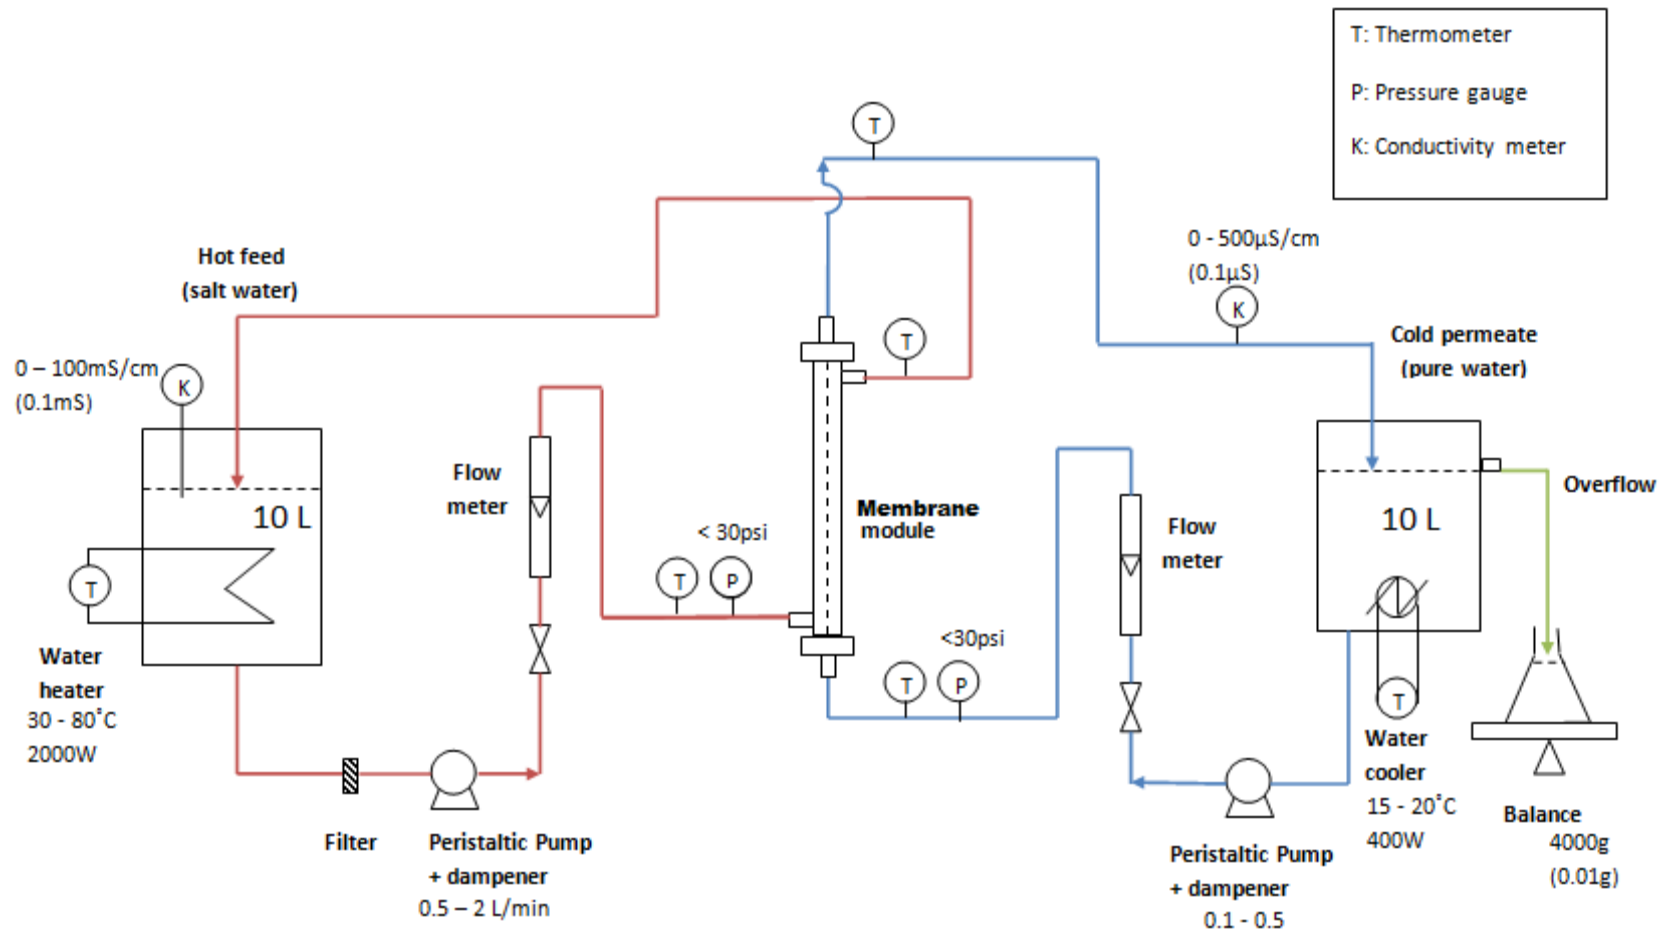 T: Thermometer
P: Pressure gauge
K: Conductivity meter
T
0 - 500µS/cm
(0.1µS)
K
Hot feed
(salt water)
T
Cold permeate
(pure water)
0 – 100mS/cm
(0.1mS)
K
Flow
meter
10 L
Membrane
module
< 30psi
T
P
Flow
meter
10 L
Overflow
T
Water
heater
30 - 80°C
2000W
<30psi
T
P
T
Water
cooler
15 - 20°C
400W
Balance
4000g
(0.01g)
Filter
Peristaltic Pump
+ dampener
0.5 – 2 L/min
Peristaltic Pump
+ dampener
0.1 - 0.5